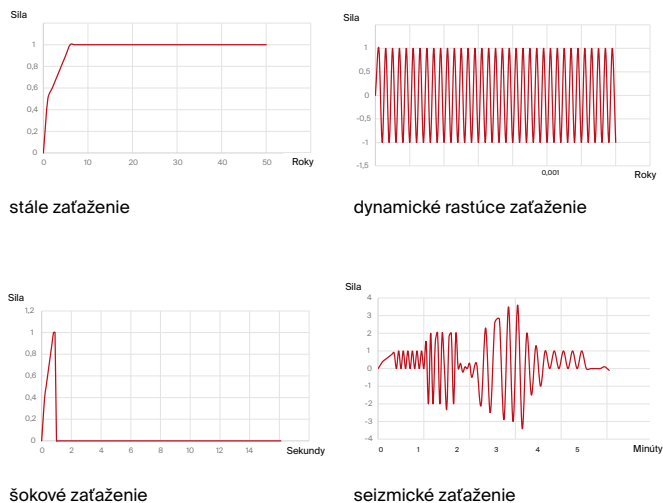 Sila
1
0,8
0,6
0,4
0,2
0
0 10 20 30 40 50 Roky
stále zaťaženie
Sila
1
0,5
0
-0,5
-1
-1,5
0,001
Roky
dynamické rastúce zaťaženie
Sila
1,2
1
0,8
0,6
0,4
0,2
0
0 2 4 6 8 10 12 14 Sekundy
šokové zaťaženie
Sila
4
3
2
1
0
-1
-2
-3
-4
0 1 2 3 4 5 Minúty
seizmické zaťaženie